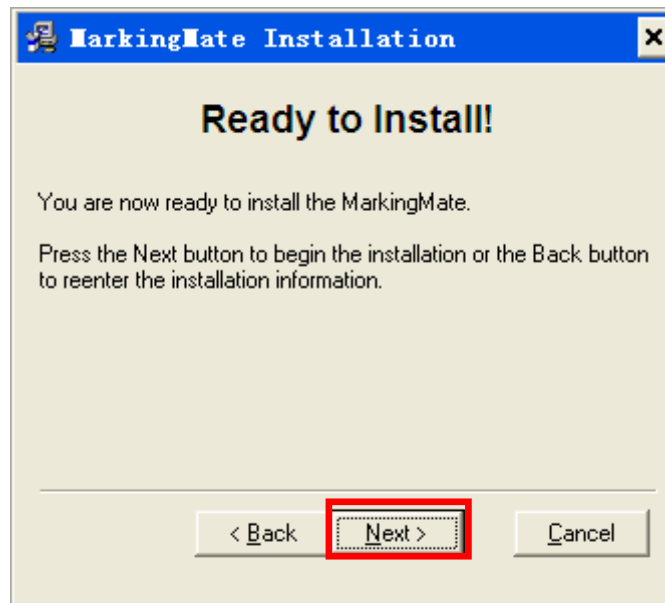 MarkingMate Installation
Ready to Install!
You are now ready to install the MarkingMate.
Press the Next button to begin the installation or the Back button
to reenter the installation information.
< Back
Next >
Cancel